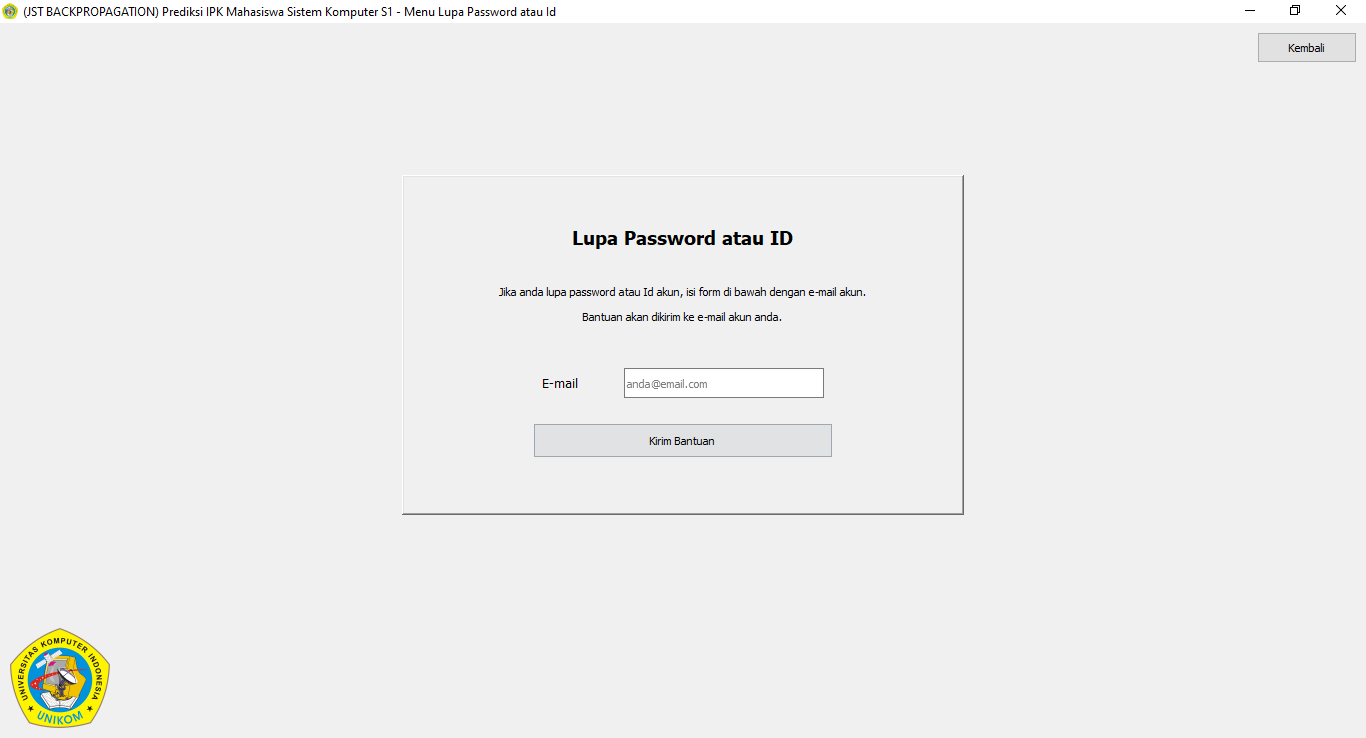 (JST BACKPROPAGATION) Prediksi IPK Mahasiswa Sistem Komputer S1 - Menu Lupa Password atau Id
Kembali
Lupa Password atau ID
Jika anda lupa password atau Id akun, isi form di bawah dengan e-mail akun.
Bantuan akan dikirim ke e-mail akun anda.
E-mail
anda@email.com
Kirim Bantuan
UNIVERSITAS KOMPUTER INDONESIA
UNIKOM